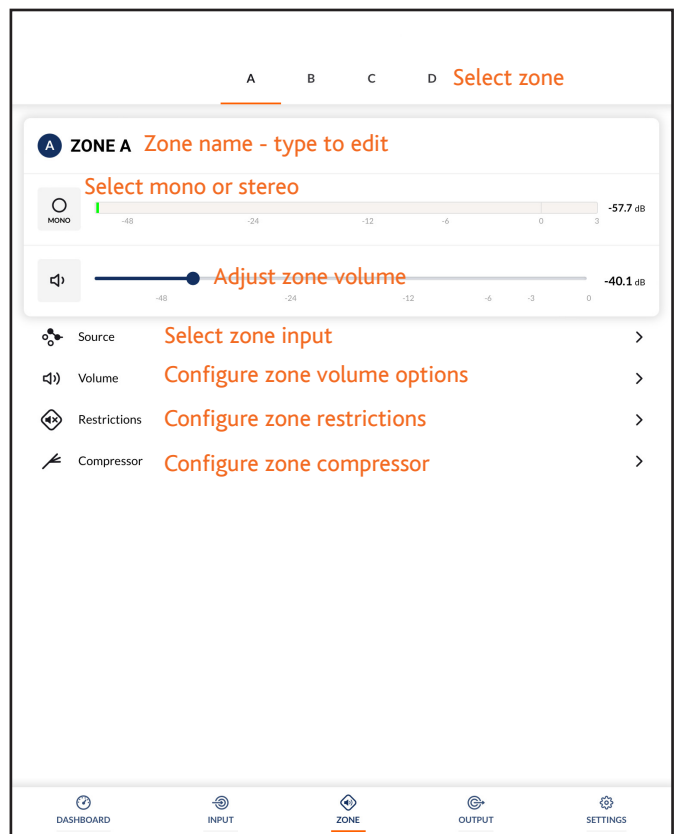 A B C D Select zone
A ZONE A Zone name - type to edit
Select mono or stereo
MONO -57.7 dB
-48 -24 -12 -6 0 3
Adjust zone volume -40.1 dB
-48 -24 -12 -6 -3 0
Source Select zone input
Volume Configure zone volume options
Restrictions Configure zone restrictions
Compressor Configure zone compressor
DASHBOARD INPUT ZONE OUTPUT SETTINGS